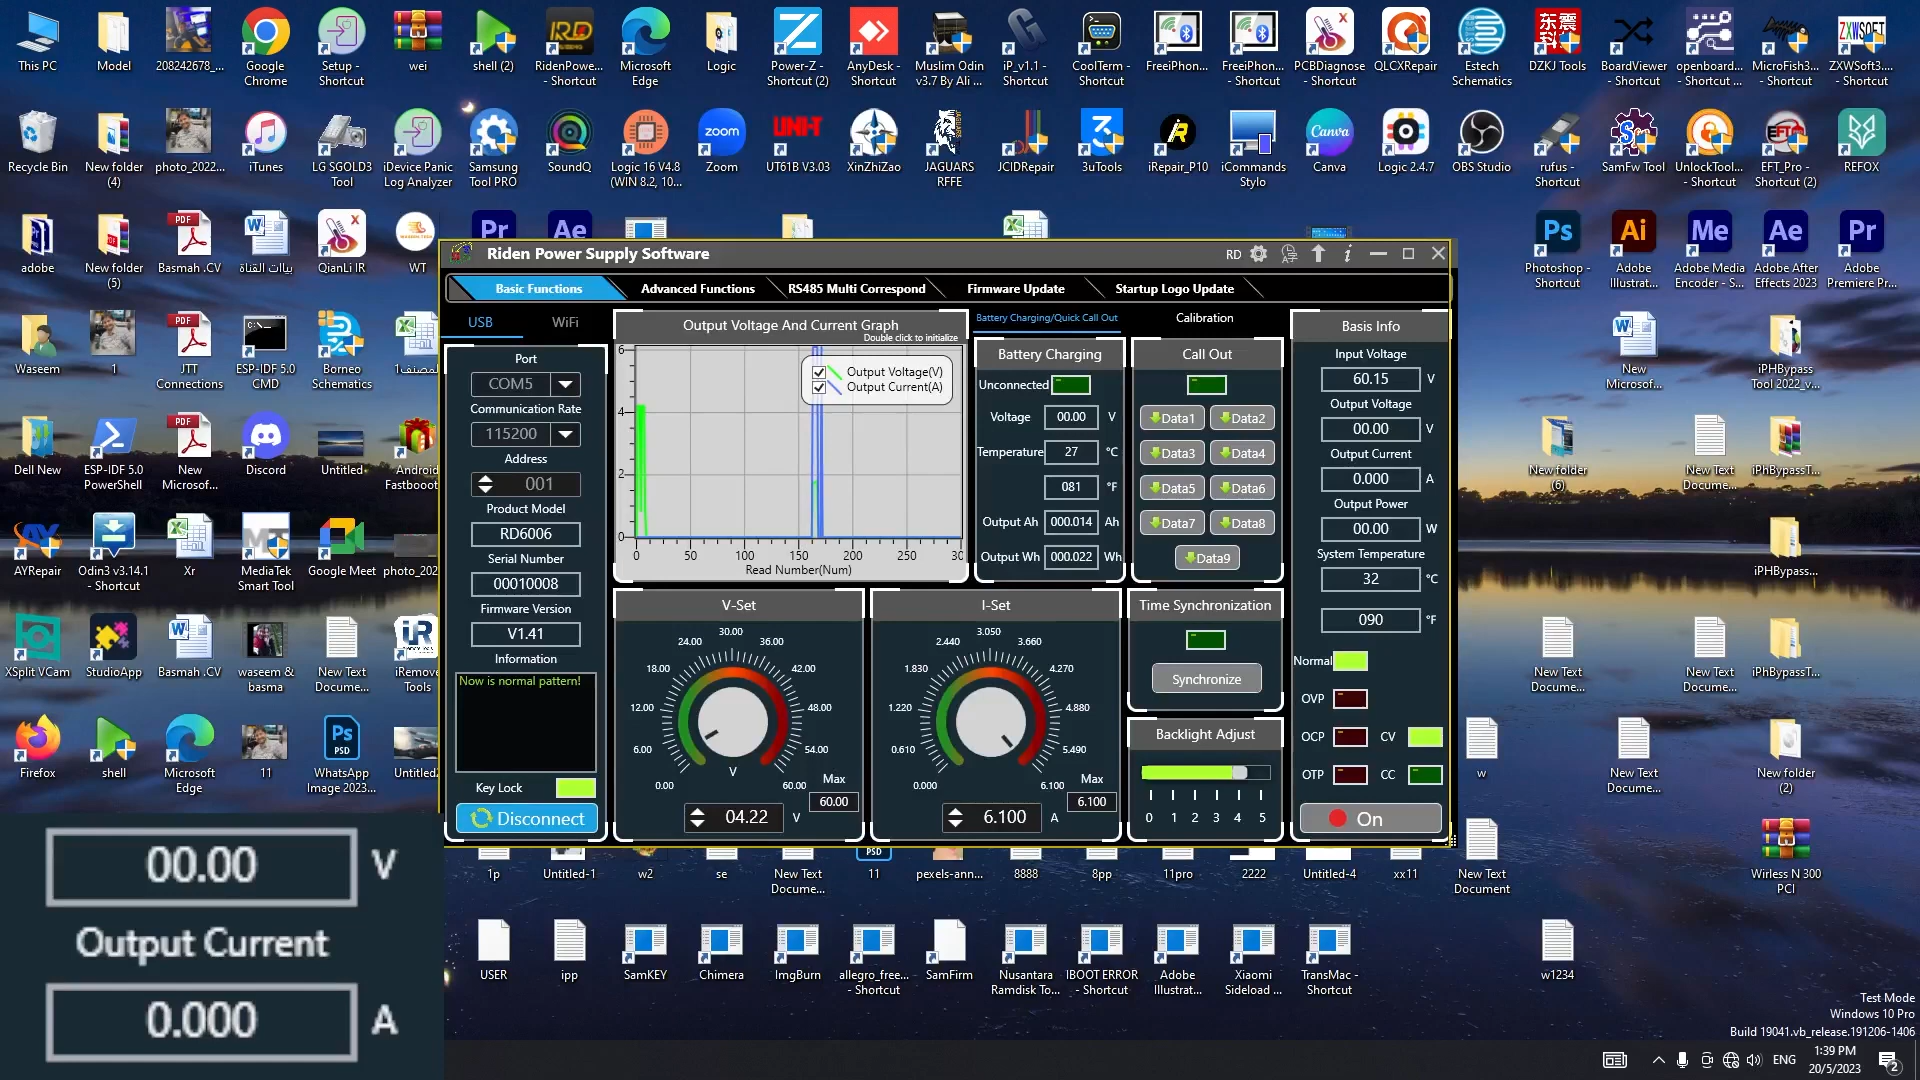 This PC
Model
208242678_...
Google Chrome
Setup - Shortcut
wei
shell (2)
RidenPowe... - Shortcut
Microsoft Edge
Logic
Power-Z - Shortcut (2)
AnyDesk - Shortcut
Muslim Odin v3.7 By Ali ...
iP_v1.1 - Shortcut
CoolTerm - Shortcut
FreeiPhon...
FreeiPhon... - Shortcut
PCBDiagnose - Shortcut
QLCXRepair
Estech Schematics
DZKJ Tools
BoardViewer - Shortcut
openboard... - Shortcut ...
MicroFish3... - Shortcut
ZXWSoft3.... - Shortcut
Recycle Bin
New folder (4)
photo_2022...
iTunes
LG SGOLD3 Tool
iDevice Panic Log Analyzer
Samsung Tool PRO
SoundQ
Logic 16 V4.8 (WIN 8.2, 10...
Zoom
UT61B V3.03
XinZhiZao
JAGUARS RFFE
JCIDRepair
3uTools
iRepair_P10
iCommands Stylo
Canva
Logic 2.4.7
OBS Studio
rufus - Shortcut
SamFw Tool
UnlockTool... - Shortcut
EFT_Pro - Shortcut (2)
REFOX
adobe
New folder (5)
Basmah .CV
بياات القناة
QianLi IR
WT
Photoshop - Shortcut
Adobe Illustrat...
Adobe Media Encoder - S...
Adobe After Effects 2023
Adobe Premiere Pr...
Waseem
1
JTT Connections
ESP-IDF 5.0 CMD
Borneo Schematics
المصنف1
New Microsof...
iPHBypass Tool 2022_v...
Dell New
ESP-IDF 5.0 PowerShell
New Microsof...
Discord
Untitled
Android Fastbooot
New folder (6)
New Text Docume...
iPhBypassT...
AYRepair
Odin3 v3.14.1 - Shortcut
Xr
MediaTek Smart Tool
Google Meet
photo_202
iPHBypass...
XSplit VCam
StudioApp
Basmah .CV
waseem & basma
New Text Docume...
iRemove Tools
New Text Docume...
New Text Docume...
iPhBypassT...
Firefox
shell
Microsoft Edge
11
WhatsApp Image 2023...
Untitled
w
New Text Docume...
New folder (2)
Riden Power Supply Software
RD
Basic Functions
Advanced Functions
RS485 Multi Correspond
Firmware Update
Startup Logo Update
USB
WiFi
Port
COM5
Communication Rate
115200
Address
001
Product Model
RD6006
Serial Number
00010008
Firmware Version
V1.41
Information
Now is normal pattern!
Key Lock
Disconnect
Output Voltage And Current Graph
Double click to initialize
Output Voltage(V)
Output Current(A)
6
4
2
0
0 50 100 150 200 250 30
Read Number(Num)
Battery Charging/Quick Call Out
Calibration
Battery Charging
Unconnected
Voltage 00.00 V
Temperature 27 °C
081 °F
Output Ah 000.014 Ah
Output Wh 000.022 Wh
Call Out
Data1 Data2
Data3 Data4
Data5 Data6
Data7 Data8
Data9
Basis Info
Input Voltage
60.15 V
Output Voltage
00.00 V
Output Current
0.000 A
Output Power
00.00 W
System Temperature
32 °C
090 °F
Normal
OVP
OCP CV
OTP CC
On
V-Set
30.00
24.00 36.00
18.00 42.00
12.00 48.00
6.00 54.00
V
0.00 60.00
Max
60.00
04.22 V
I-Set
3.050
2.440 3.660
1.830 4.270
1.220 4.880
0.610 5.490
0.000 6.100
Max
6.100
6.100 A
Time Synchronization
Synchronize
Backlight Adjust
0 1 2 3 4 5
1p
Untitled-1
w2
se
New Text Docume...
11
pexels-ann...
8888
8pp
11pro
2222
Untitled-4
xx11
New Text Document
Wirless N 300 PCI
USER
ipp
SamKEY
Chimera
ImgBurn
allegro_free... - Shortcut
SamFirm
Nusantara Ramdisk To...
IBOOT ERROR - Shortcut
Adobe Illustrat...
Xiaomi Sideload ...
TransMac - Shortcut
w1234
00.00 V
Output Current
0.000 A
Test Mode
Windows 10 Pro
Build 19041.vb_release.191206-1406
ENG
1:39 PM
20/5/2023
2